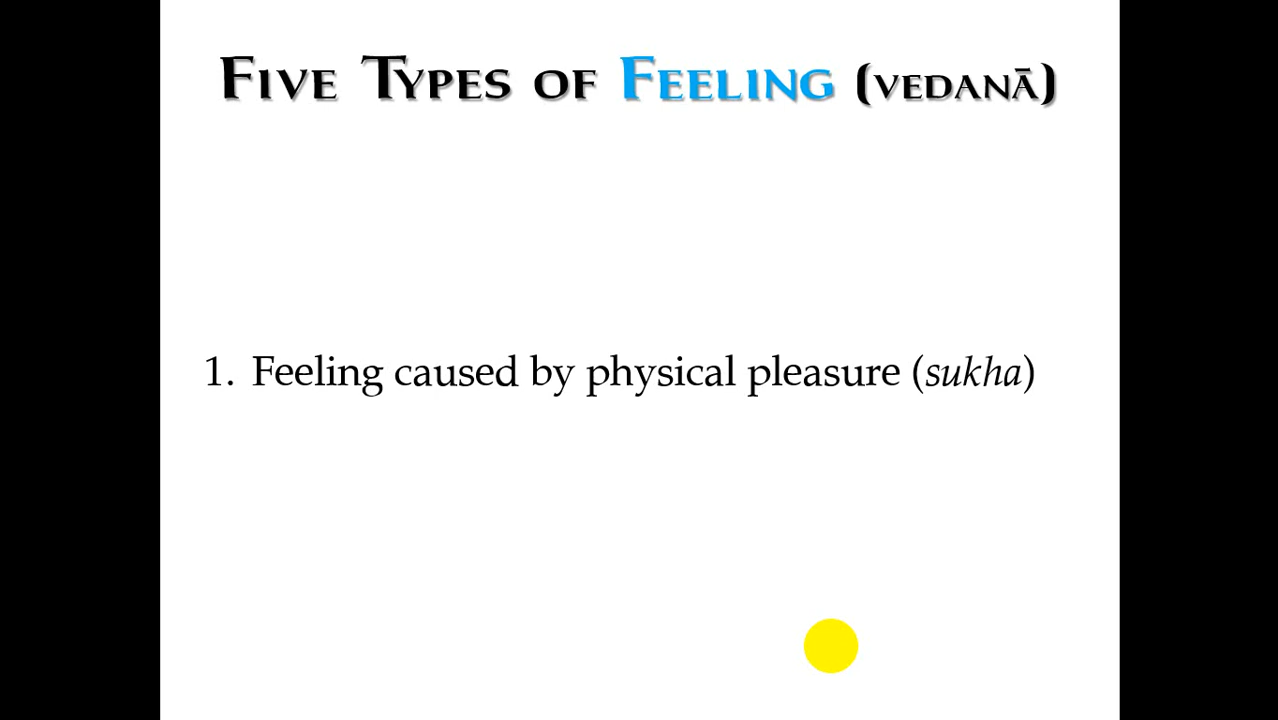 Five Types of Feeling (vedanā)
1. Feeling caused by physical pleasure (sukha)